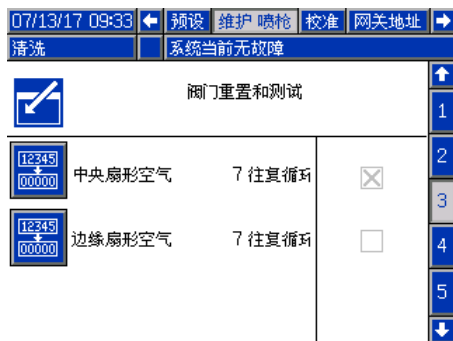 07/13/17 09:33 预设 维护 喷枪 校准 网关地址
清洗 系统当前无故障
阀门重置和测试
1
12345 00000 中央扇形空气 7 往复循环
2
3
12345 00000 边缘扇形空气 7 往复循环
4
5